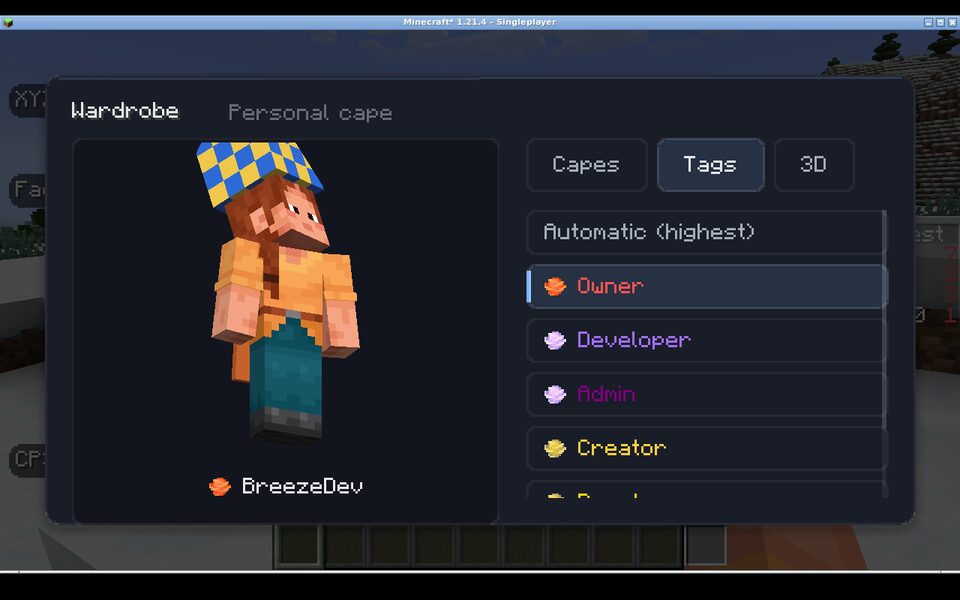 Minecraft* 1.21.4 - Singleplayer
Wardrobe
Personal cape
Capes
Tags
3D
Automatic (highest)
Owner
Developer
Admin
Creator
BreezeDev